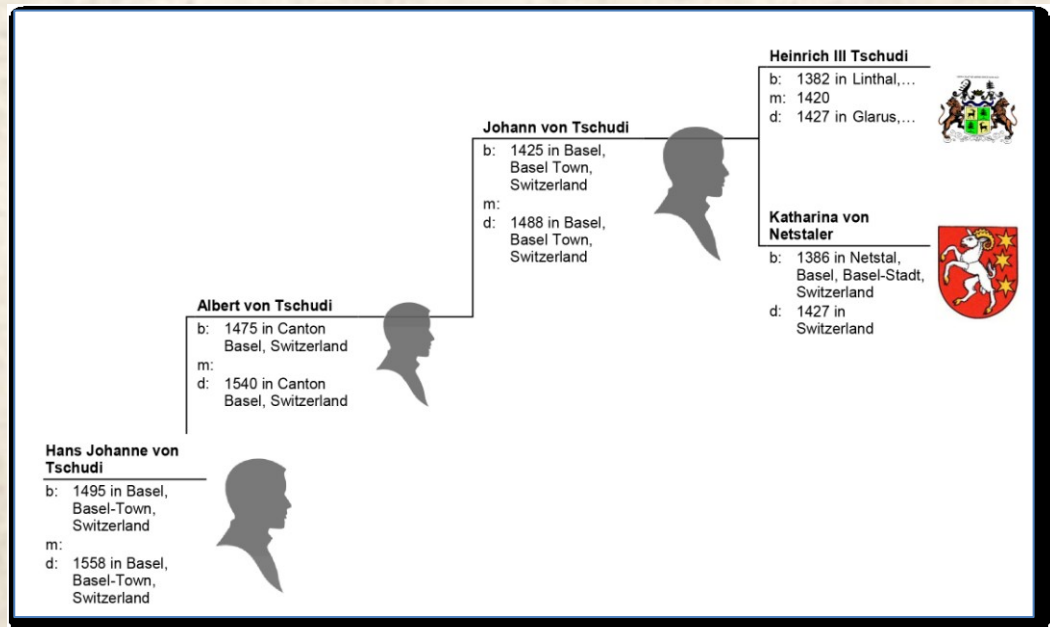 Heinrich III Tschudi
b: 1382 in Linthal,...
m: 1420
d: 1427 in Glarus,...
Johann von Tschudi
b: 1425 in Basel,
Basel Town,
Switzerland
m:
d: 1488 in Basel,
Basel Town,
Switzerland
Katharina von
Netstaler
b: 1386 in Netstal,
Basel, Basel-Stadt,
Switzerland
d: 1427 in
Switzerland
Albert von Tschudi
b: 1475 in Canton
Basel, Switzerland
m:
d: 1540 in Canton
Basel, Switzerland
Hans Johanne von
Tschudi
b: 1495 in Basel,
Basel-Town,
Switzerland
m:
d: 1558 in Basel,
Basel-Town,
Switzerland